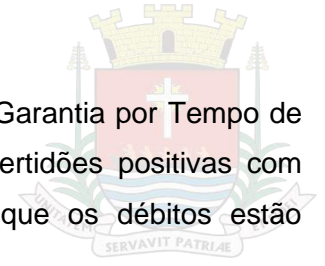 Garantia por Tempo de
ertidões positivas com
que os débitos estão
SERVAVIT PATRIAE